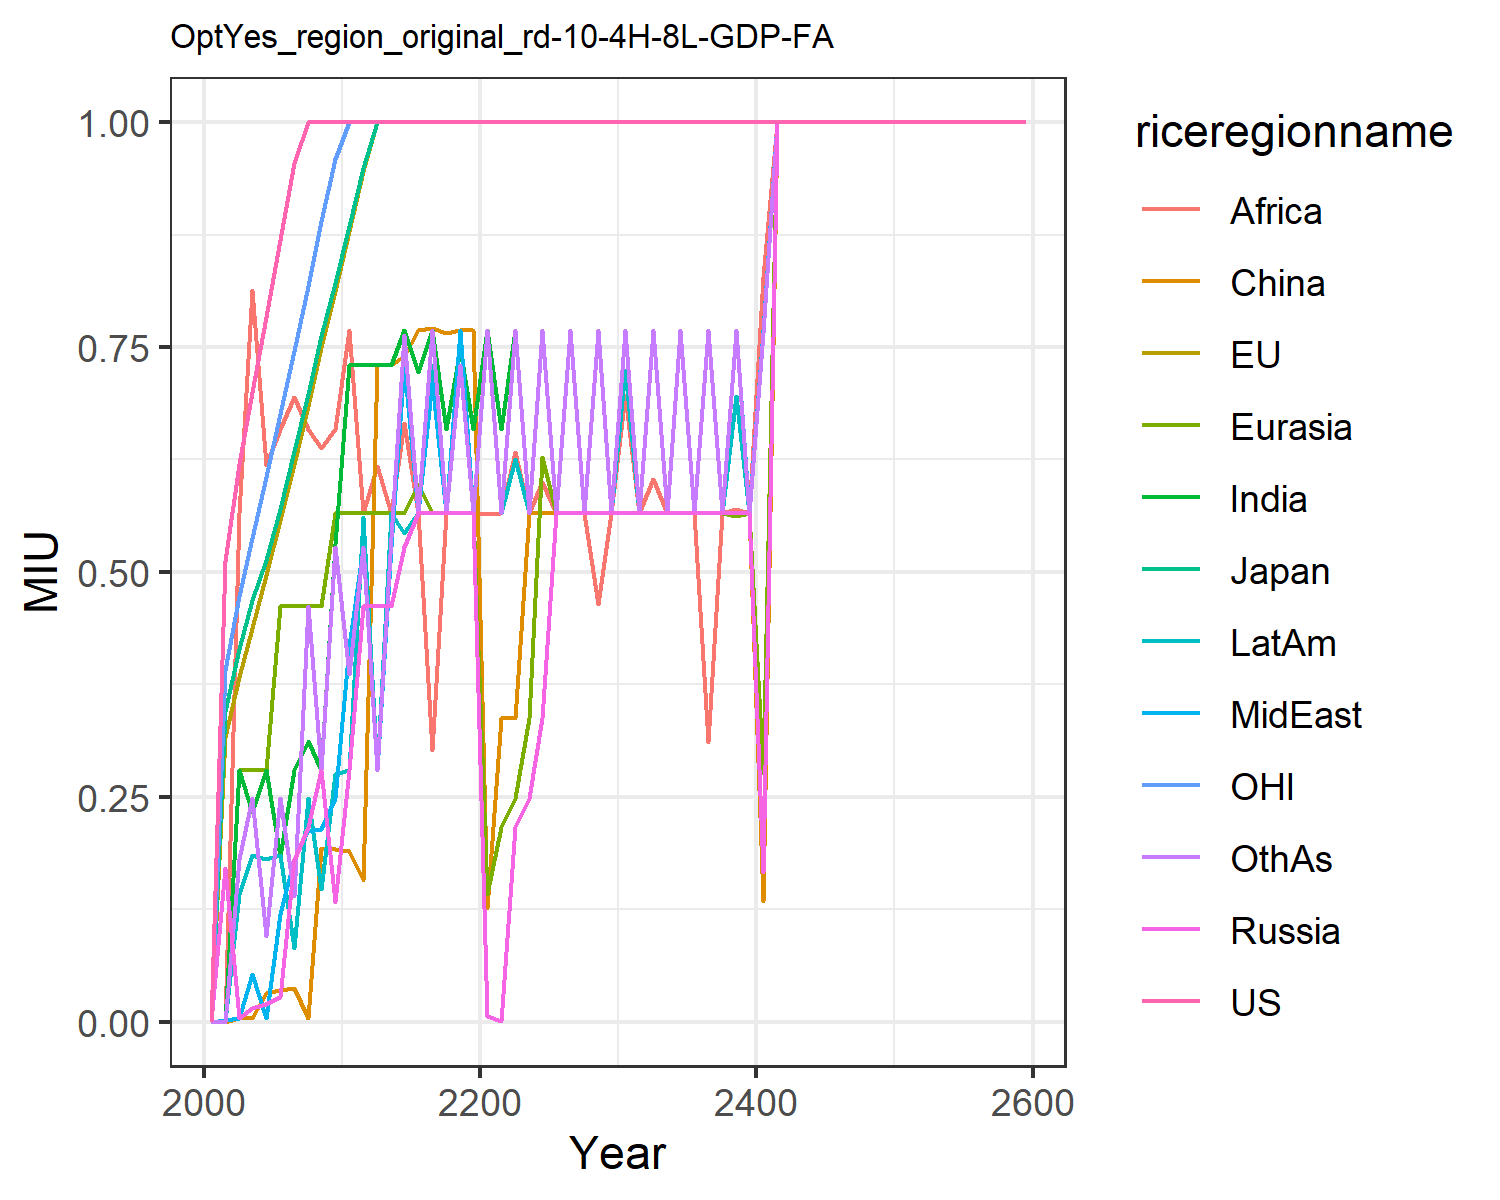 OptYes_region_original_rd-10-4H-8L-GDP-FA
1.00
0.75
0.50
0.25
0.00
MIU
2000
2200
2400
2600
Year
riceregionname
Africa
China
EU
Eurasia
India
Japan
LatAm
MidEast
OHI
OthAs
Russia
US